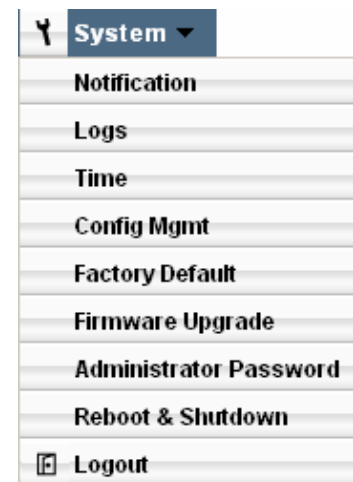 System
Notification
Logs
Time
Config Mgmt
Factory Default
Firmware Upgrade
Administrator Password
Reboot & Shutdown
Logout